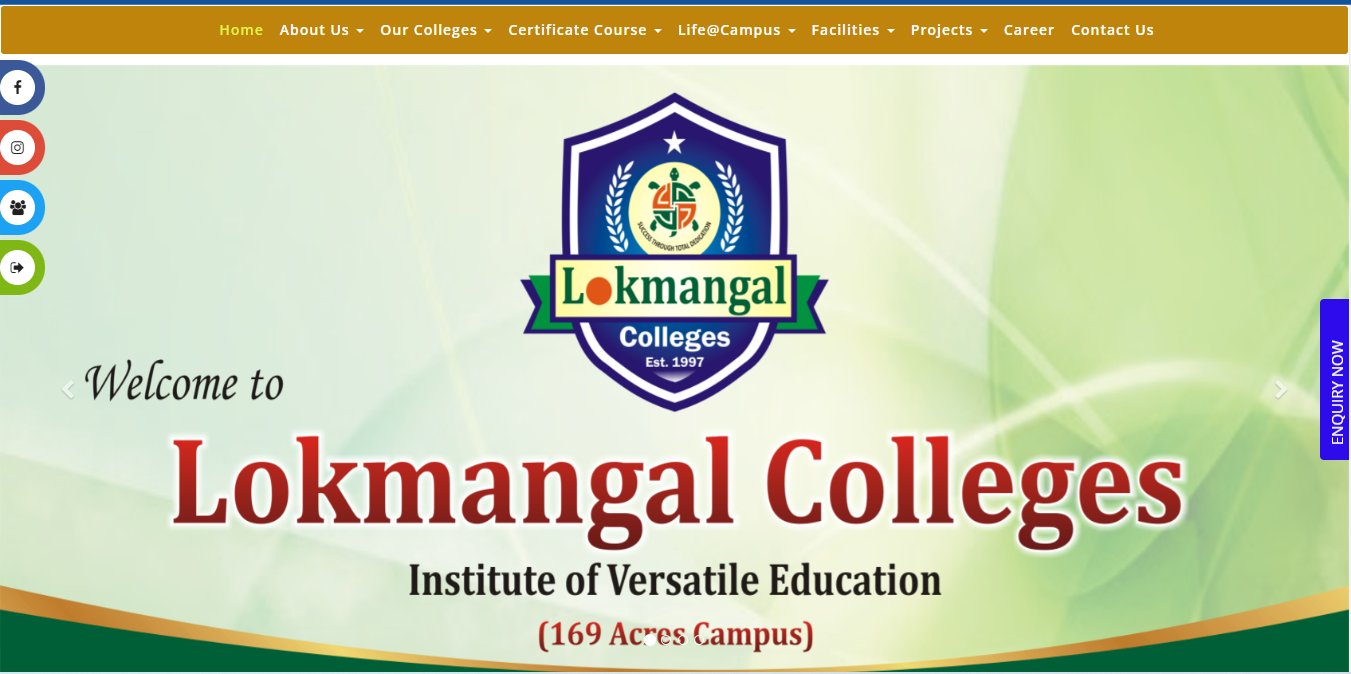 Home About Us Our Colleges Certificate Course Life@Campus Facilities Projects Career Contact Us
SUCCESS THROUGH TOTAL DEDICATION
Lokmangal
Colleges
Est. 1997
ENQUIRY NOW
Welcome to
Lokmangal Colleges
Institute of Versatile Education
(169 Acres Campus)